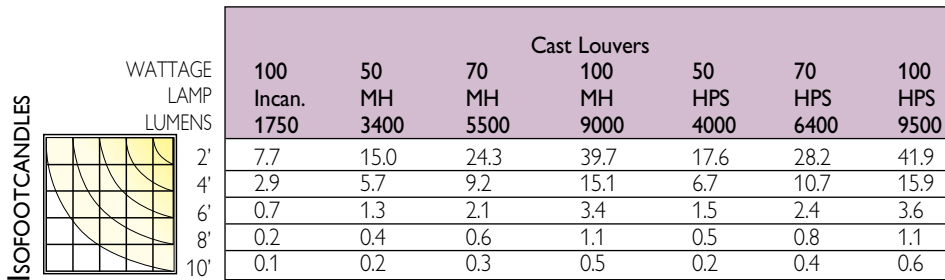 Cast Louvers
WATTAGE 100 50 70 100 50 70 100
LAMP Incan. MH MH MH HPS HPS HPS
LUMENS 1750 3400 5500 9000 4000 6400 9500
ISOFOOTCANDLES
2' 7.7 15.0 24.3 39.7 17.6 28.2 41.9
4' 2.9 5.7 9.2 15.1 6.7 10.7 15.9
6' 0.7 1.3 2.1 3.4 1.5 2.4 3.6
8' 0.2 0.4 0.6 1.1 0.5 0.8 1.1
10' 0.1 0.2 0.3 0.5 0.2 0.4 0.6